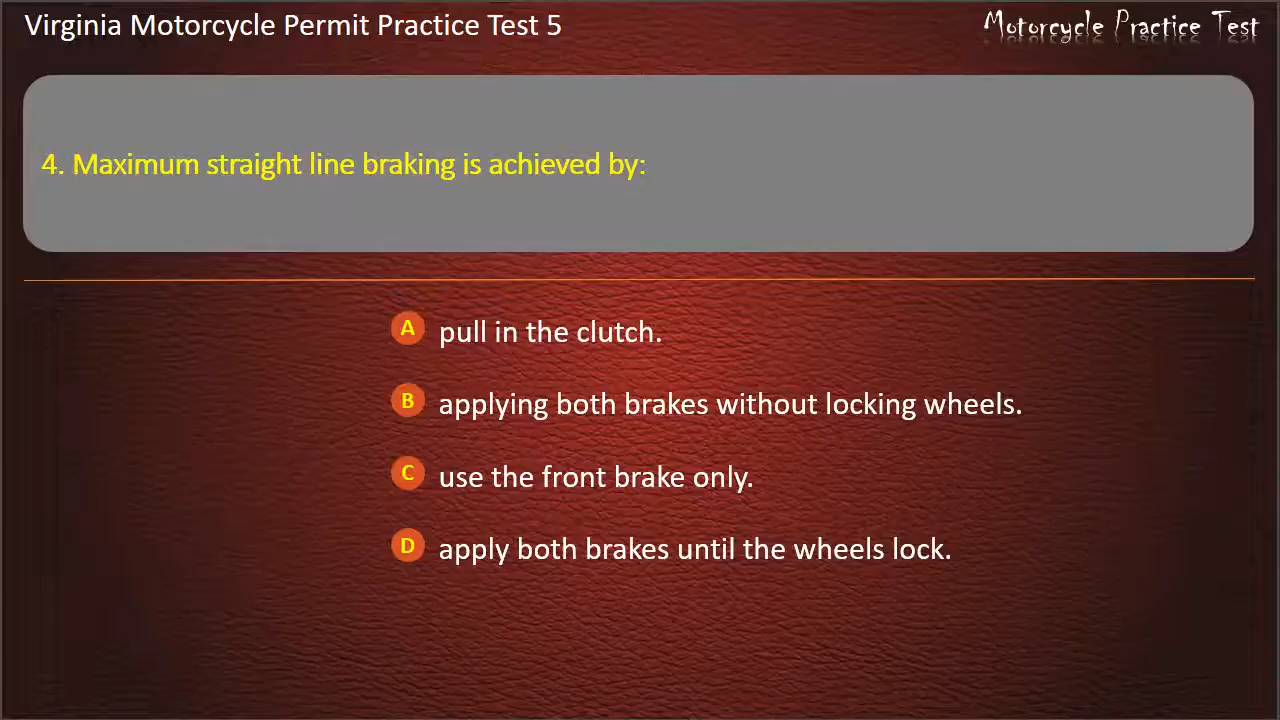 Virginia Motorcycle Permit Practice Test 5
Motorcycle Practice Test
4. Maximum straight line braking is achieved by:
A pull in the clutch.
B applying both brakes without locking wheels.
C use the front brake only.
D apply both brakes until the wheels lock.